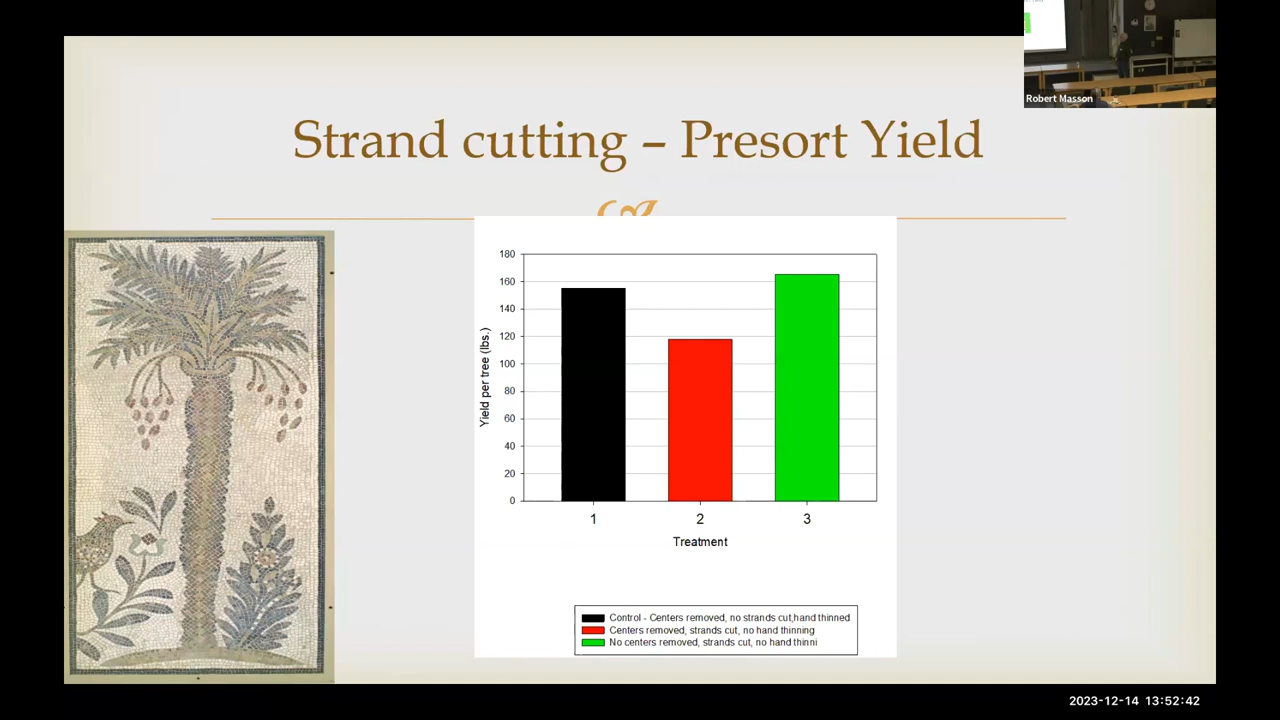 Robert Masson
Strand cutting – Presort Yield
180
160
140
120
100
80
60
40
20
0
Yield per tree (lbs.)
1 2 3
Treatment
Control - Centers removed, no strands cut,hand thinned
Centers removed, strands cut, no hand thinning
No centers removed, strands cut, no hand thinni
2023-12-14 13:52:42